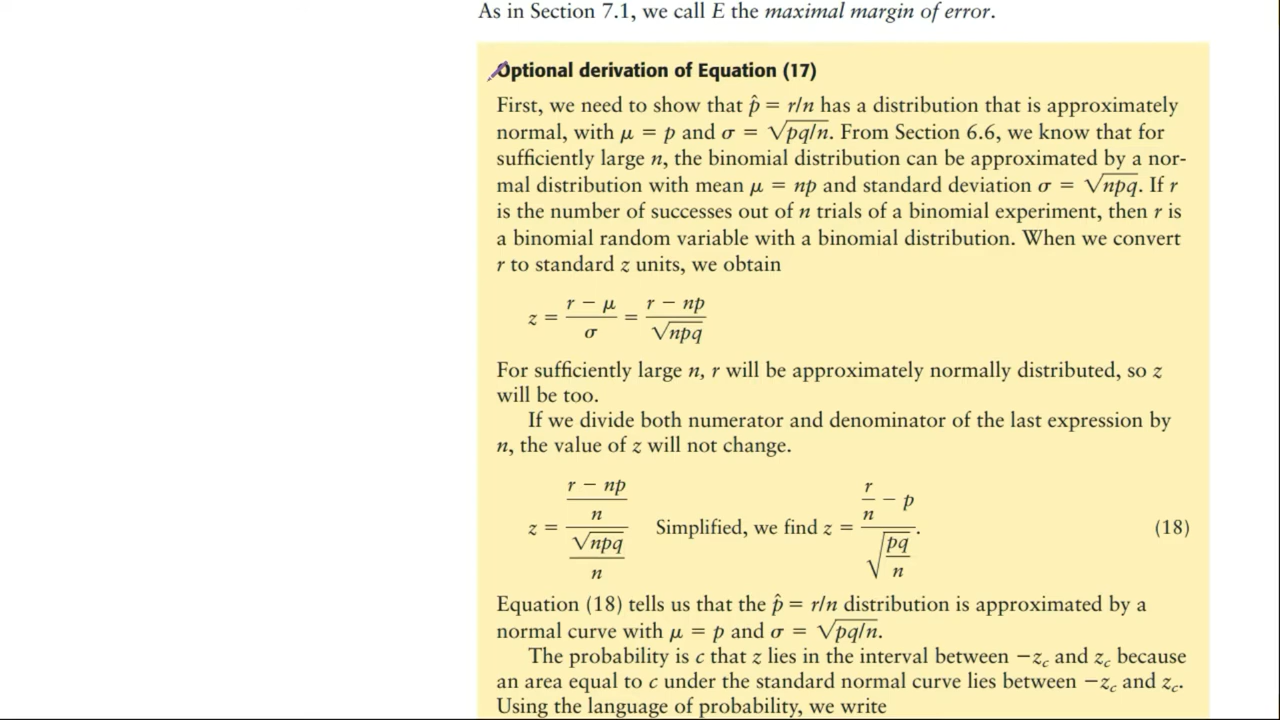 As in Section 7.1, we call E the maximal margin of error.
Optional derivation of Equation (17)
First, we need to show that p̂ = r/n has a distribution that is approximately
normal, with μ = p and σ = √pq/n. From Section 6.6, we know that for
sufficiently large n, the binomial distribution can be approximated by a nor-
mal distribution with mean μ = np and standard deviation σ = √npq. If r
is the number of successes out of n trials of a binomial experiment, then r is
a binomial random variable with a binomial distribution. When we convert
r to standard z units, we obtain
z = (r − μ)/σ = (r − np)/√npq
For sufficiently large n, r will be approximately normally distributed, so z
will be too.
If we divide both numerator and denominator of the last expression by
n, the value of z will not change.
z = ((r − np)/n)/(√npq/n) Simplified, we find z = (r/n − p)/√(pq/n). (18)
Equation (18) tells us that the p̂ = r/n distribution is approximated by a
normal curve with μ = p and σ = √pq/n.
The probability is c that z lies in the interval between −z_c and z_c because
an area equal to c under the standard normal curve lies between −z_c and z_c.
Using the language of probability, we write